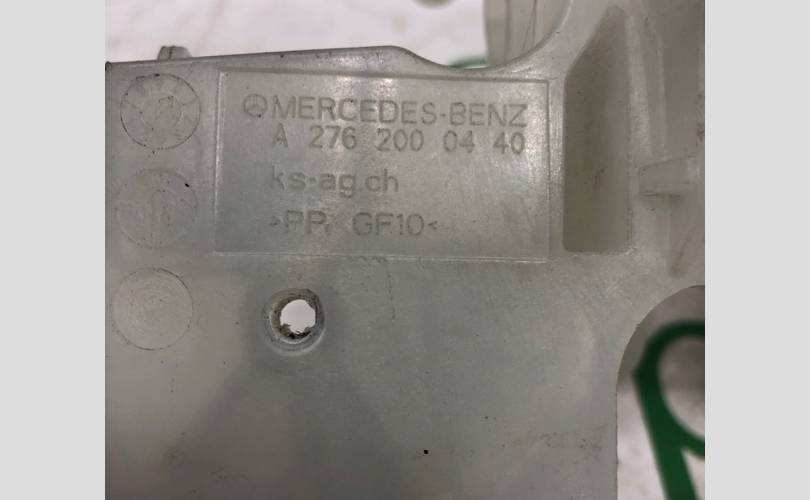 MERCEDES-BENZ
A 276 200 04 40
ks-ag.ch
>PP, GF10<